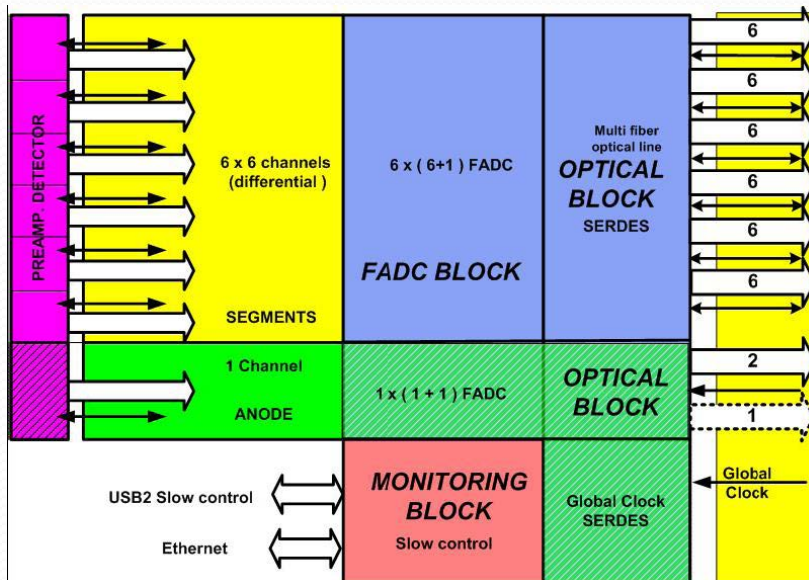 PREAMP. DETECTOR
6 x 6 channels
(differential )
SEGMENTS
6 x ( 6+1 ) FADC
FADC BLOCK
Multi fiber
optical line
OPTICAL
BLOCK
SERDES
6
6
6
6
6
6
1 Channel
ANODE
1 x ( 1 + 1 ) FADC
OPTICAL
BLOCK
2
1
USB2 Slow control
Ethernet
MONITORING
BLOCK
Slow control
Global Clock
SERDES
Global
Clock